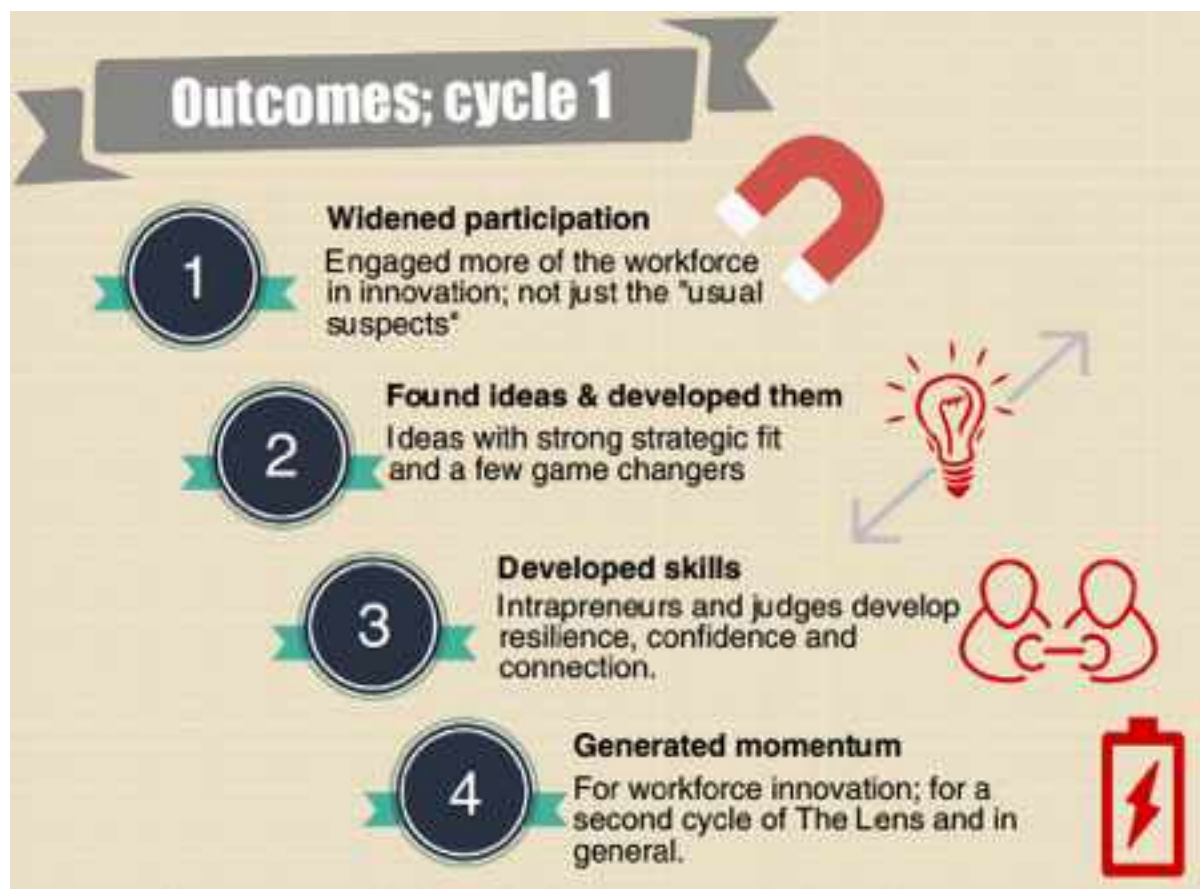 Outcomes; cycle 1
1
Widened participation
Engaged more of the workforce
in innovation; not just the "usual
suspects"
2
Found ideas & developed them
Ideas with strong strategic fit
and a few game changers
3
Developed skills
Intrapreneurs and judges develop
resilience, confidence and
connection.
4
Generated momentum
For workforce innovation; for a
second cycle of The Lens and in
general.